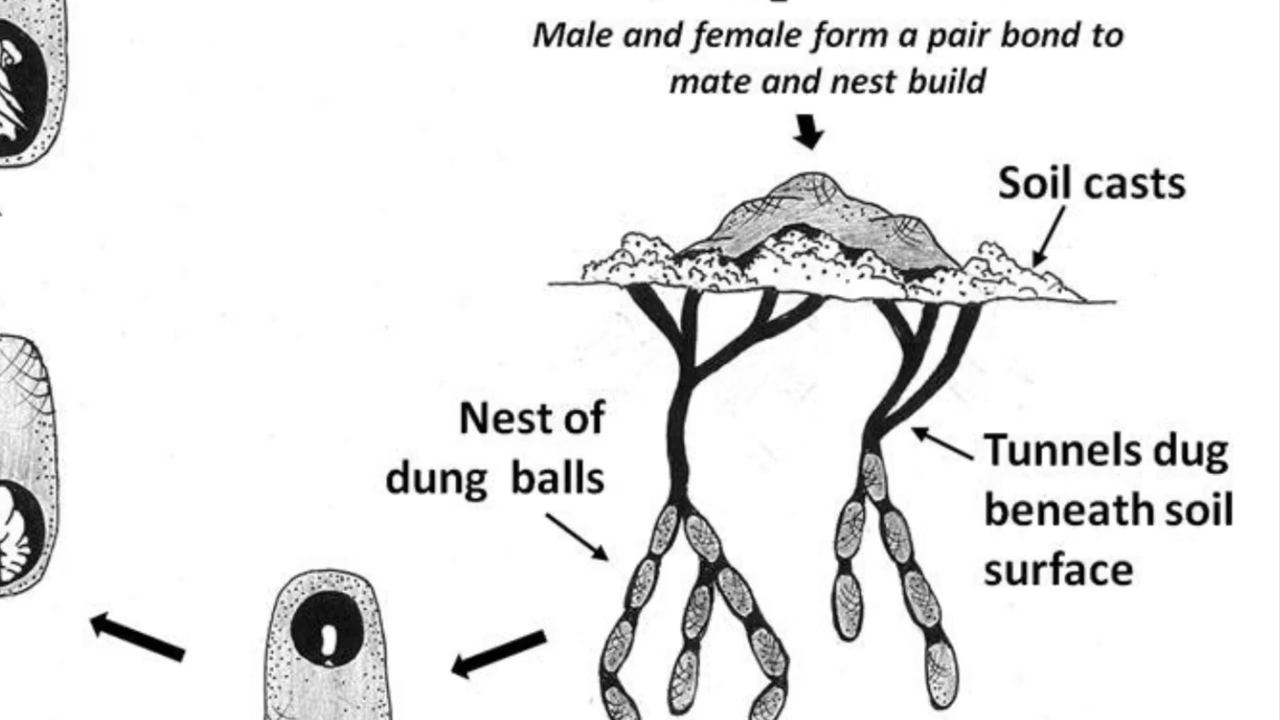 Male and female form a pair bond to
mate and nest build
Soil casts
Nest of
dung balls
Tunnels dug
beneath soil
surface